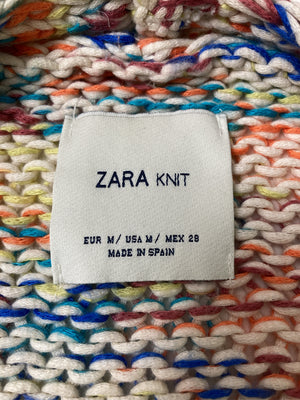 ZARA KNIT
EUR M/ USA M/ MEX 28
MADE IN SPAIN